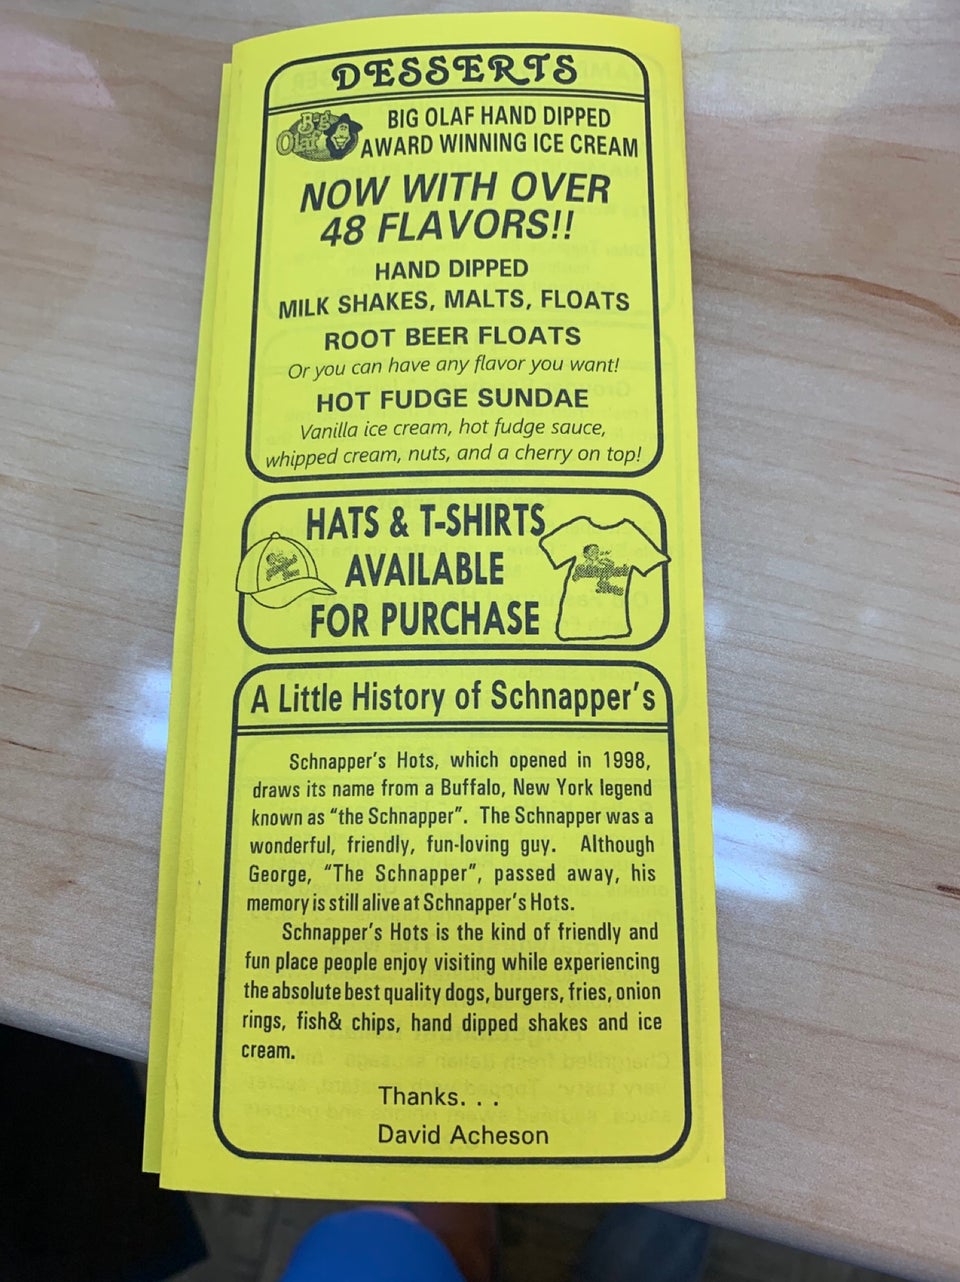 DESSERTS
Big
Olaf
BIG OLAF HAND DIPPED
AWARD WINNING ICE CREAM
NOW WITH OVER
48 FLAVORS!!
HAND DIPPED
MILK SHAKES, MALTS, FLOATS
ROOT BEER FLOATS
Or you can have any flavor you want!
HOT FUDGE SUNDAE
Vanilla ice cream, hot fudge sauce,
whipped cream, nuts, and a cherry on top!
HATS & T-SHIRTS
AVAILABLE
FOR PURCHASE
A Little History of Schnapper's
Schnapper's Hots, which opened in 1998,
draws its name from a Buffalo, New York legend
known as "the Schnapper". The Schnapper was a
wonderful, friendly, fun-loving guy. Although
George, "The Schnapper", passed away, his
memory is still alive at Schnapper's Hots.
Schnapper's Hots is the kind of friendly and
fun place people enjoy visiting while experiencing
the absolute best quality dogs, burgers, fries, onion
rings, fish& chips, hand dipped shakes and ice
cream.
Thanks. . .
David Acheson